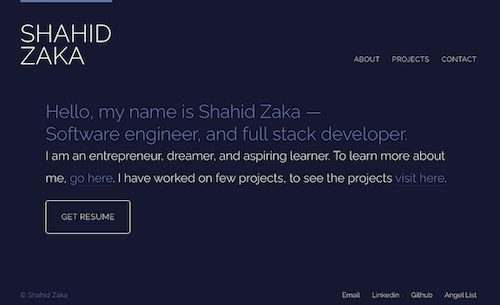 SHAHID
ZAKA
ABOUT PROJECTS CONTACT
Hello, my name is Shahid Zaka —
Software engineer, and full stack developer.
I am an entrepreneur, dreamer, and aspiring learner. To learn more about
me, go here. I have worked on few projects, to see the projects visit here.
GET RESUME
© Shahid Zaka
Email Linkedin Github Angel List